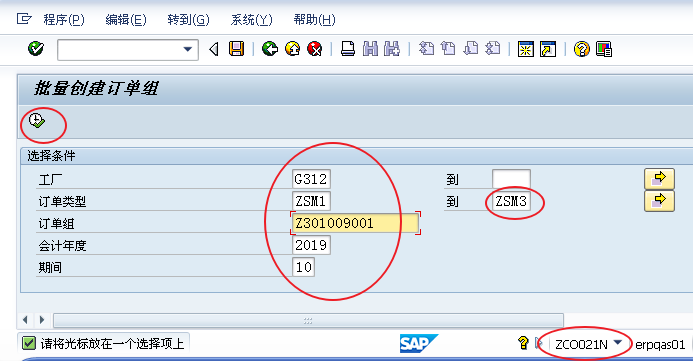 程序(P) 编辑(E) 转到(G) 系统(Y) 帮助(H)
批量创建订单组
选择条件
工厂 G312 到
订单类型 ZSM1 到 ZSM3
订单组 Z301009001
会计年度 2019
期间 10
请将光标放在一个选择项上 SAP ZCO021N erpqas01